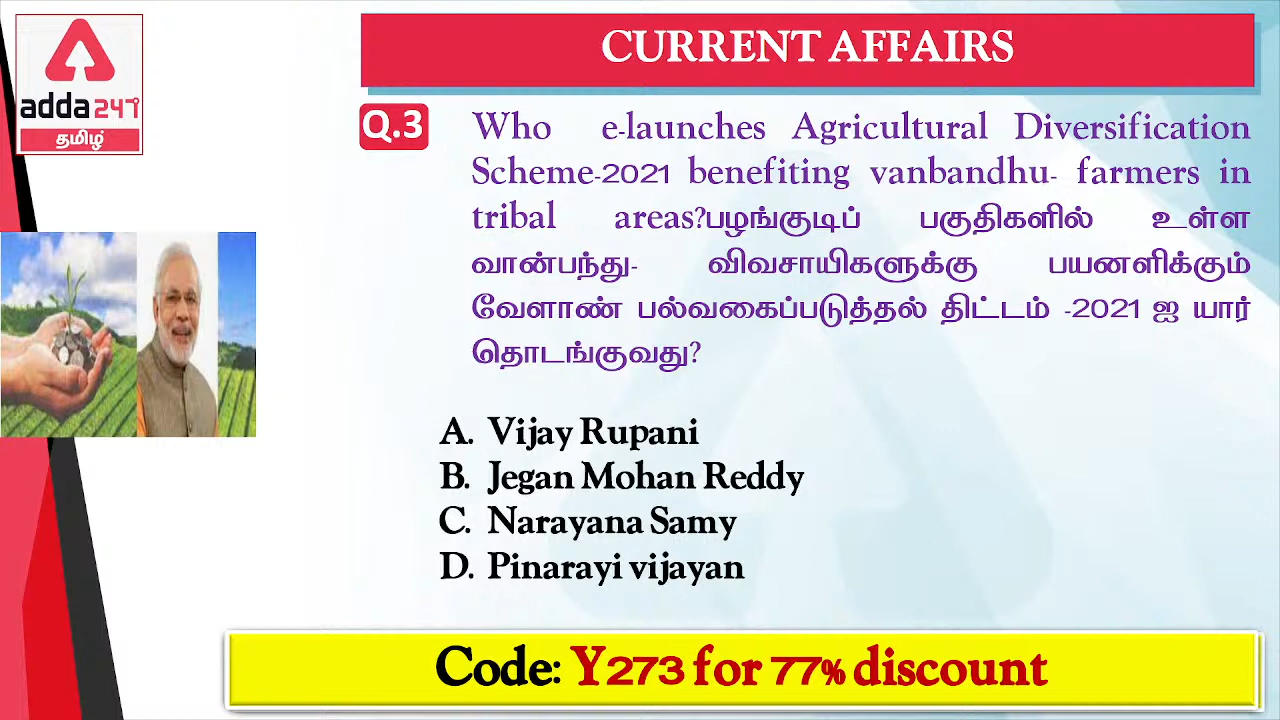 adda247
தமிழ்
CURRENT AFFAIRS
Q.3 Who e-launches Agricultural Diversification
Scheme-2021 benefiting vanbandhu- farmers in
tribal areas?பழங்குடிப் பகுதிகளில் உள்ள
வான்பந்து- விவசாயிகளுக்கு பயனளிக்கும்
வேளாண் பல்வகைப்படுத்தல் திட்டம் -2021 ஐ யார்
தொடங்குவது?
A. Vijay Rupani
B. Jegan Mohan Reddy
C. Narayana Samy
D. Pinarayi vijayan
Code: Y273 for 77% discount